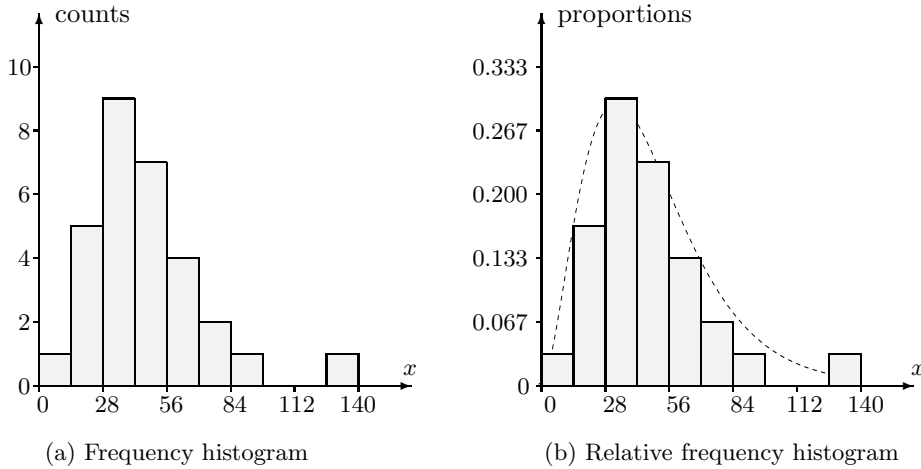 counts
10
8
6
4
2
0
x
0 28 56 84 112 140
(a) Frequency histogram
proportions
0.333
0.267
0.200
0.133
0.067
0
x
0 28 56 84 112 140
(b) Relative frequency histogram